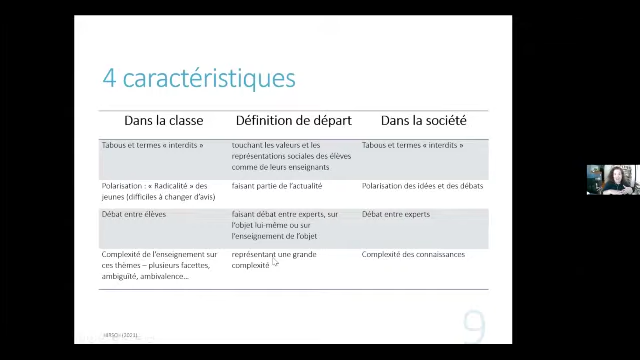 4 caractéristiques
Dans la classe
Définition de départ
Dans la société
Tabous et termes « interdits »
touchant les valeurs et les
représentations sociales des élèves
comme de leurs enseignants
Tabous et termes « interdits »
Polarisation : « Radicalité » des
jeunes (difficiles à changer d'avis)
faisant partie de l'actualité
Polarisation des idées et des débats
Débat entre élèves
faisant débat entre experts, sur
l'objet lui-même ou sur
l'enseignement de l'objet
Débat entre experts
Complexité de l'enseignement sur
ces thèmes – plusieurs facettes,
ambiguïté, ambivalence…
représentant une grande
complexité
Complexité des connaissances
HIRSCH (2021)
9